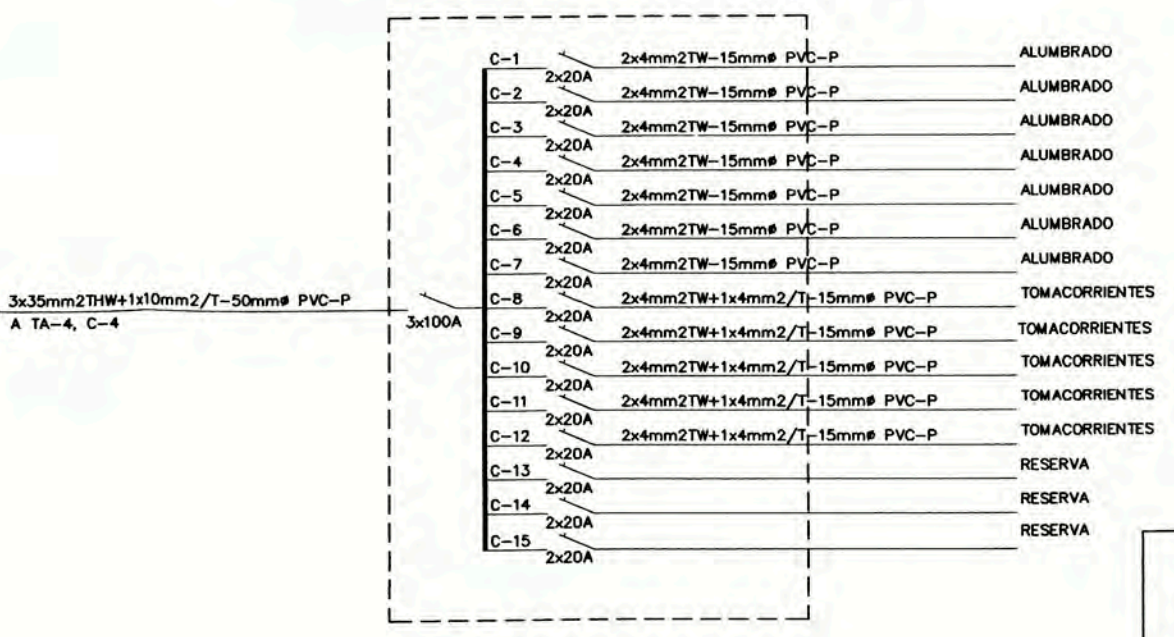 C-1 2x4mm2TW-15mmø PVC-P ALUMBRADO
2x20A
C-2 2x4mm2TW-15mmø PVC-P ALUMBRADO
2x20A
C-3 2x4mm2TW-15mmø PVC-P ALUMBRADO
2x20A
C-4 2x4mm2TW-15mmø PVC-P ALUMBRADO
2x20A
C-5 2x4mm2TW-15mmø PVC-P ALUMBRADO
2x20A
C-6 2x4mm2TW-15mmø PVC-P ALUMBRADO
2x20A
C-7 2x4mm2TW-15mmø PVC-P ALUMBRADO
2x20A
3x35mm2THW+1x10mm2/T-50mmø PVC-P
A TA-4, C-4
3x100A
C-8 2x4mm2TW+1x4mm2/T-15mmø PVC-P TOMACORRIENTES
2x20A
C-9 2x4mm2TW+1x4mm2/T-15mmø PVC-P TOMACORRIENTES
2x20A
C-10 2x4mm2TW+1x4mm2/T-15mmø PVC-P TOMACORRIENTES
2x20A
C-11 2x4mm2TW+1x4mm2/T-15mmø PVC-P TOMACORRIENTES
2x20A
C-12 2x4mm2TW+1x4mm2/T-15mmø PVC-P TOMACORRIENTES
2x20A
C-13 RESERVA
2x20A
C-14 RESERVA
2x20A
C-15 RESERVA
2x20A